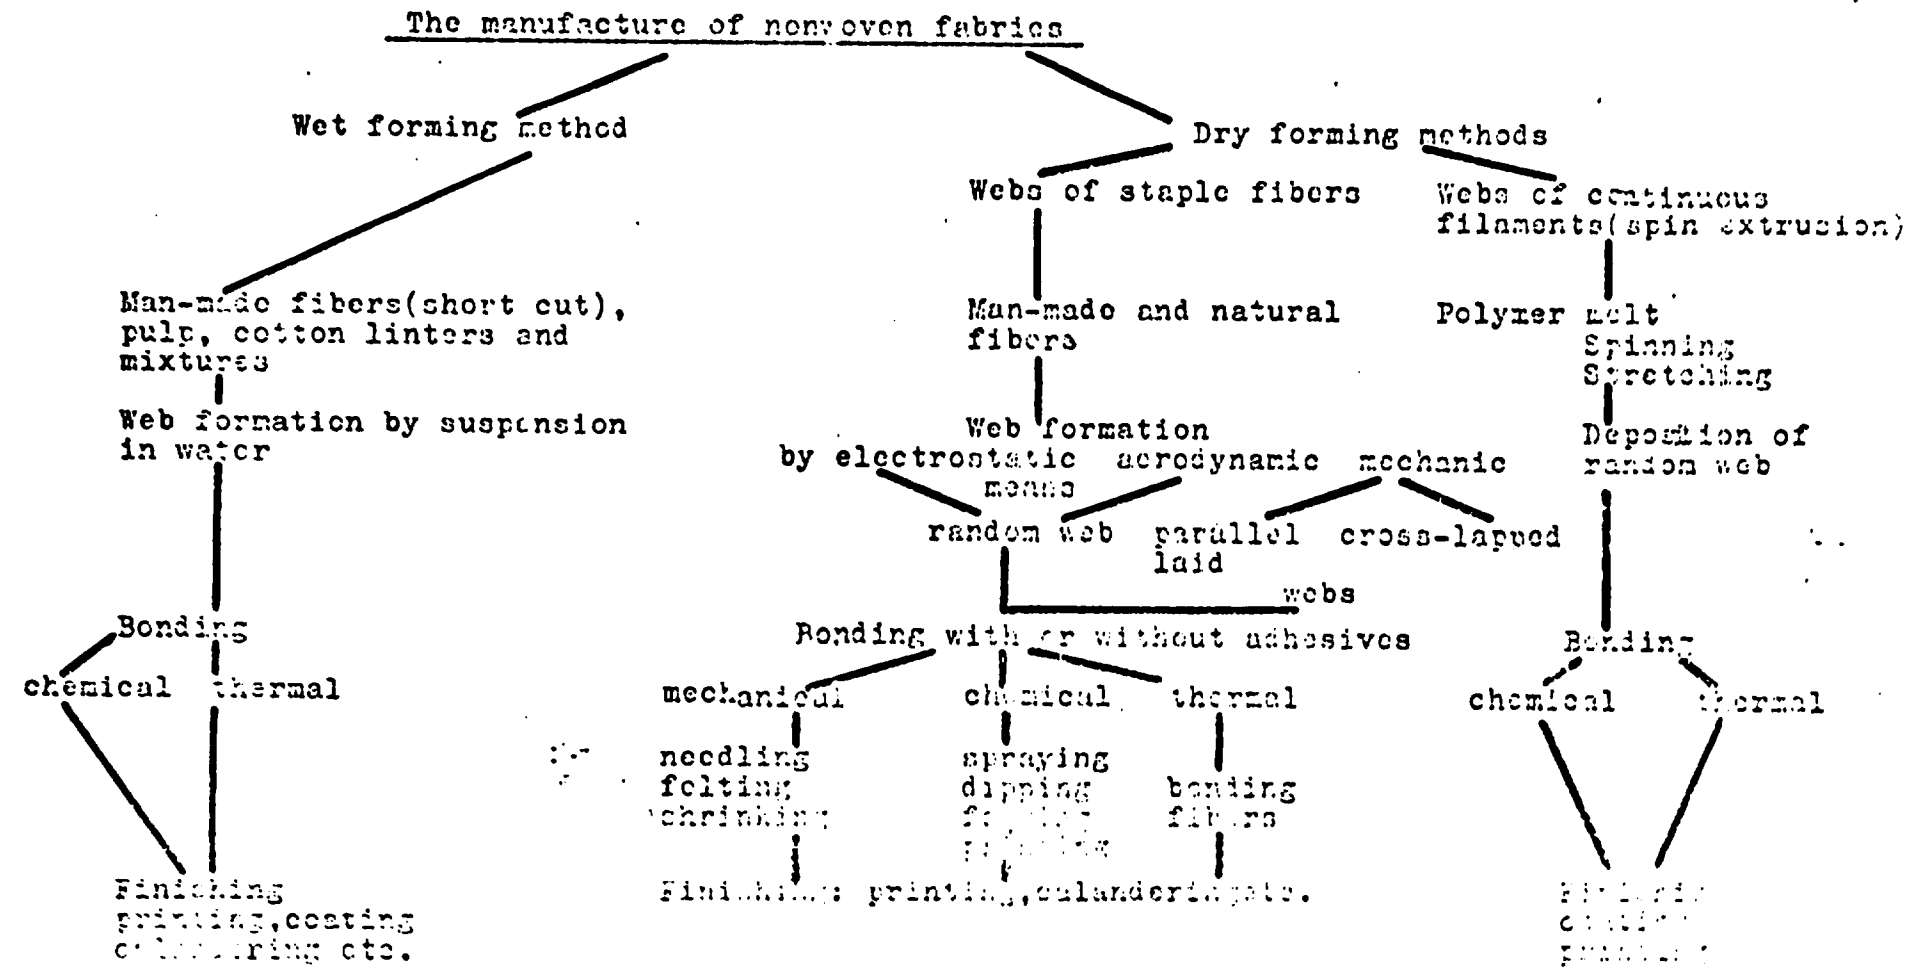 The manufacture of nonwoven fabrics
Wet forming method
Dry forming methods
Webs of staple fibers
Webs of continuous
filaments(spin extrusion)
Man-made fibers(short cut),
pulp, cotton linters and
mixtures
Man-made and natural
fibers
Polymer melt
Spinning
Stretching
Web formation by suspension
in water
Web formation
by electrostatic aerodynamic mechanic
means
Deposition of
random web
random web parallel cross-lapped
laid
webs
Bonding
Bonding with or without adhesives
Bonding
chemical thermal
mechanical chemical thermal
chemical thermal
needling spraying
felting dipping bonding
shrinking fibers
printing
Finishing
printing,coating
etc.
Finishing: printing,calandering etc.